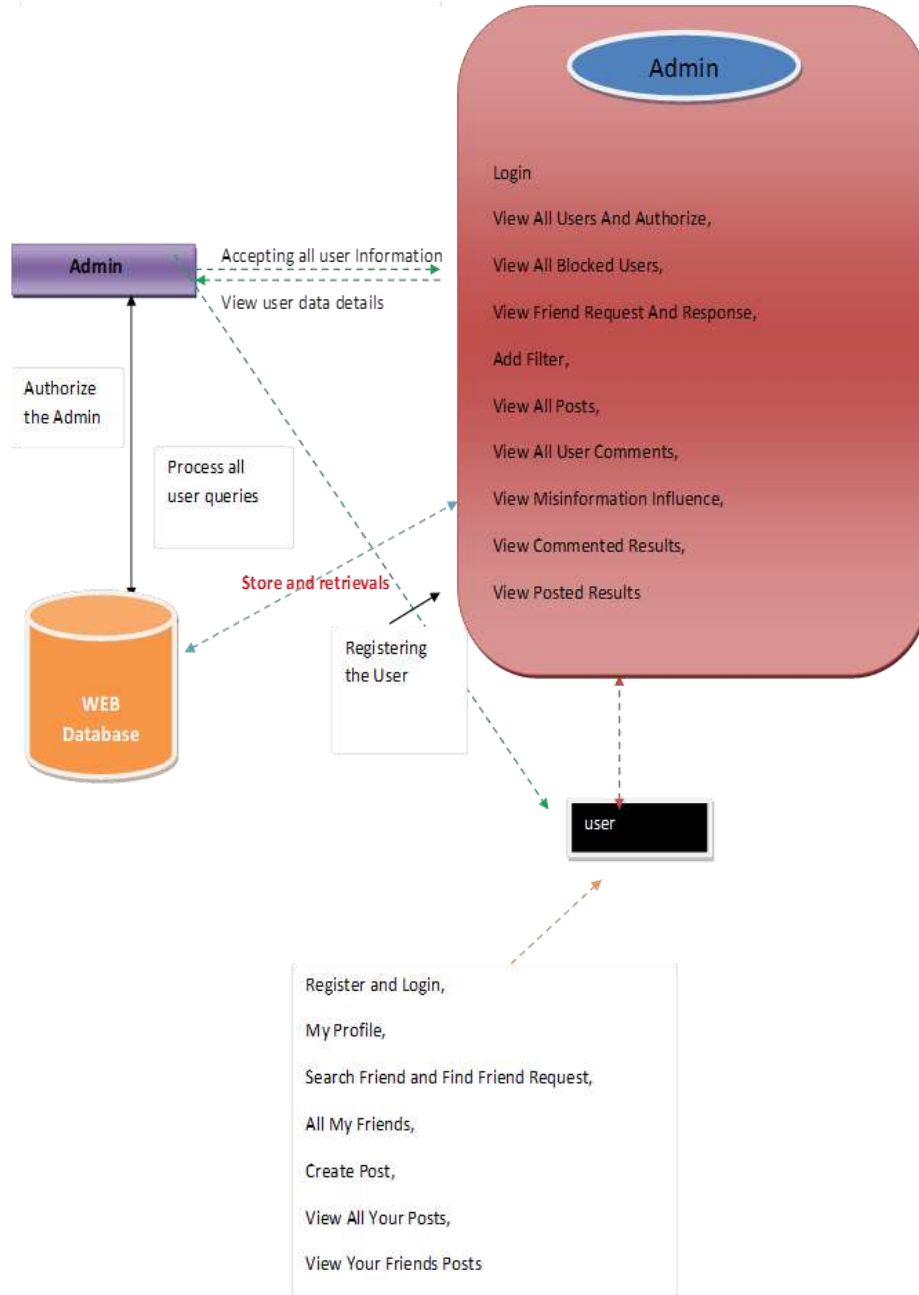 Admin
Login
View All Users And Authorize,
View All Blocked Users,
View Friend Request And Response,
Add Filter,
View All Posts,
View All User Comments,
View Misinformation Influence,
View Commented Results,
View Posted Results
Admin
Accepting all user Information
View user data details
Authorize
the Admin
Process all
user queries
Store and retrievals
Registering
the User
WEB
Database
user
Register and Login,
My Profile,
Search Friend and Find Friend Request,
All My Friends,
Create Post,
View All Your Posts,
View Your Friends Posts